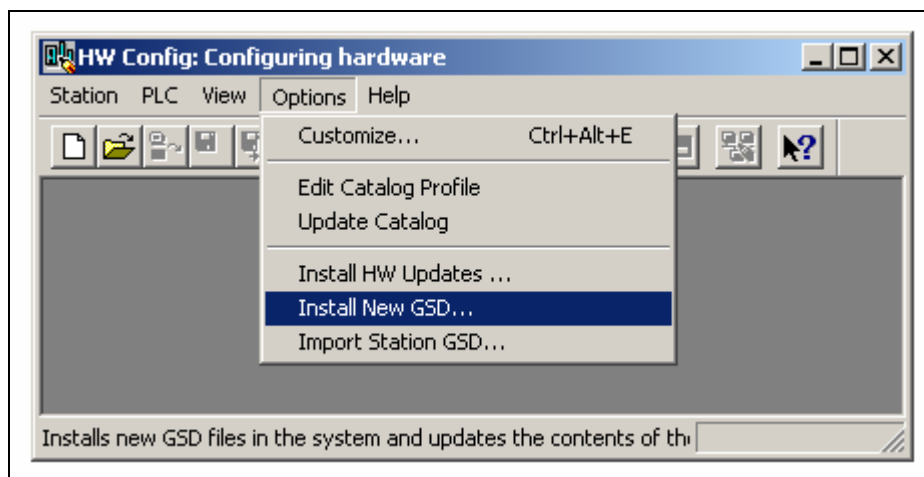 HW Config: Configuring hardware
Station PLC View Options Help
Customize... Ctrl+Alt+E
Edit Catalog Profile
Update Catalog
Install HW Updates ...
Install New GSD...
Import Station GSD...
Installs new GSD files in the system and updates the contents of